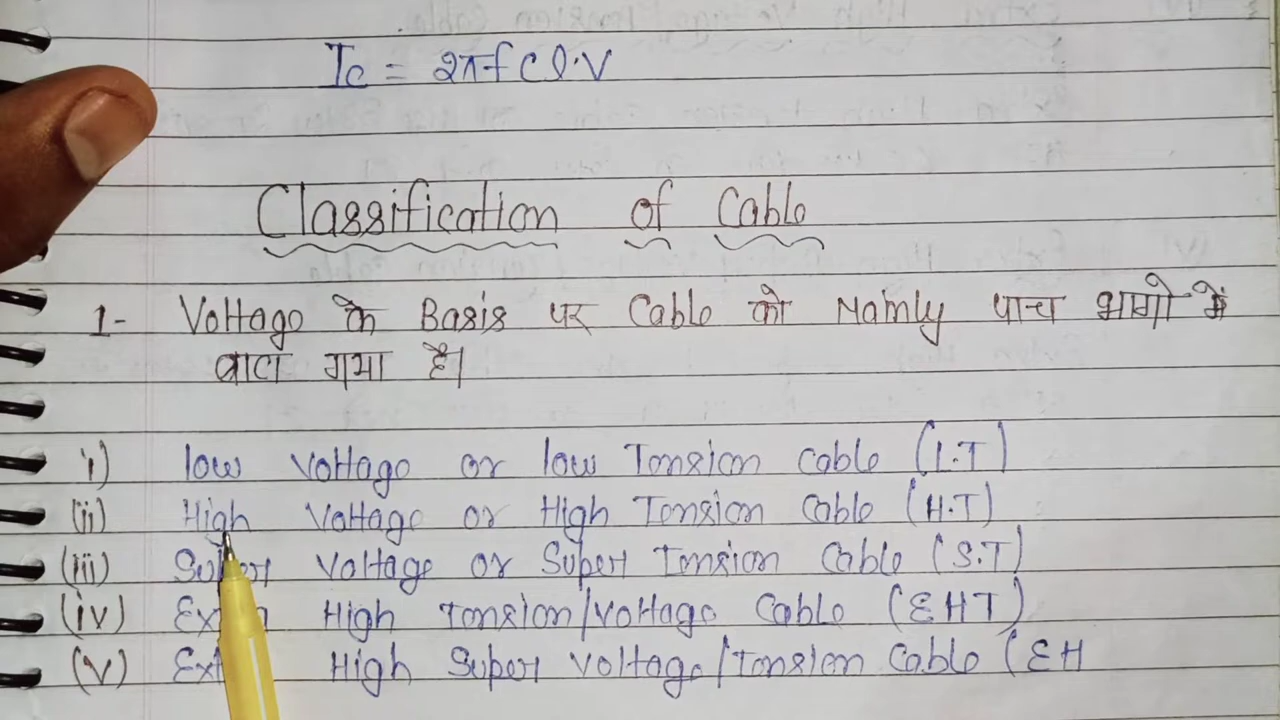 Ic = 2πfCl.V
Classification of Cable
1- Voltage के Basis पर Cable को Mainly पाच भागो में
बाटा गया है।
i) low voltage or low Tension Cable (L.T)
(ii) High Voltage or High Tension Cable (H.T)
(iii) Voltage or Super Tension Cable (S.T)
(iv) High Tension/Voltage Cable (EHT)
(v) High Super Voltage/Tension Cable (EH